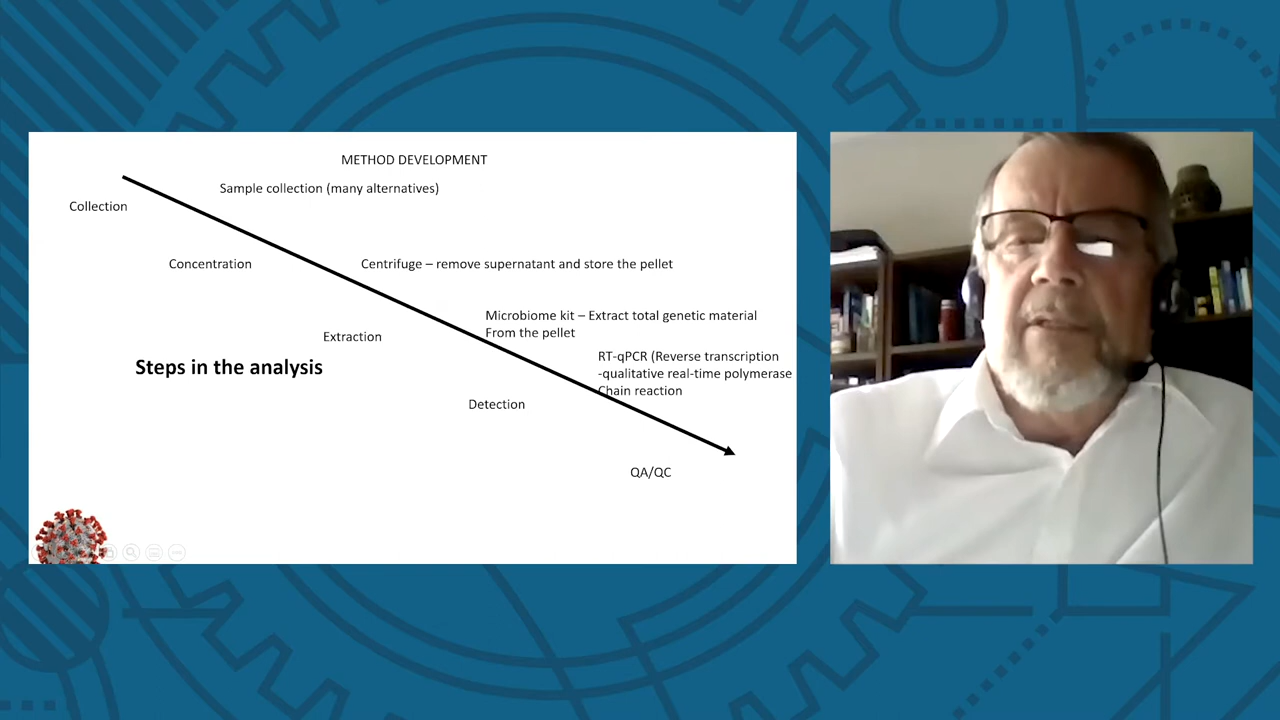 METHOD DEVELOPMENT
Sample collection (many alternatives)
Collection
Concentration
Centrifuge – remove supernatant and store the pellet
Microbiome kit – Extract total genetic material
From the pellet
Extraction
RT-qPCR (Reverse transcription
-qualitative real-time polymerase
Chain reaction
Steps in the analysis
Detection
QA/QC